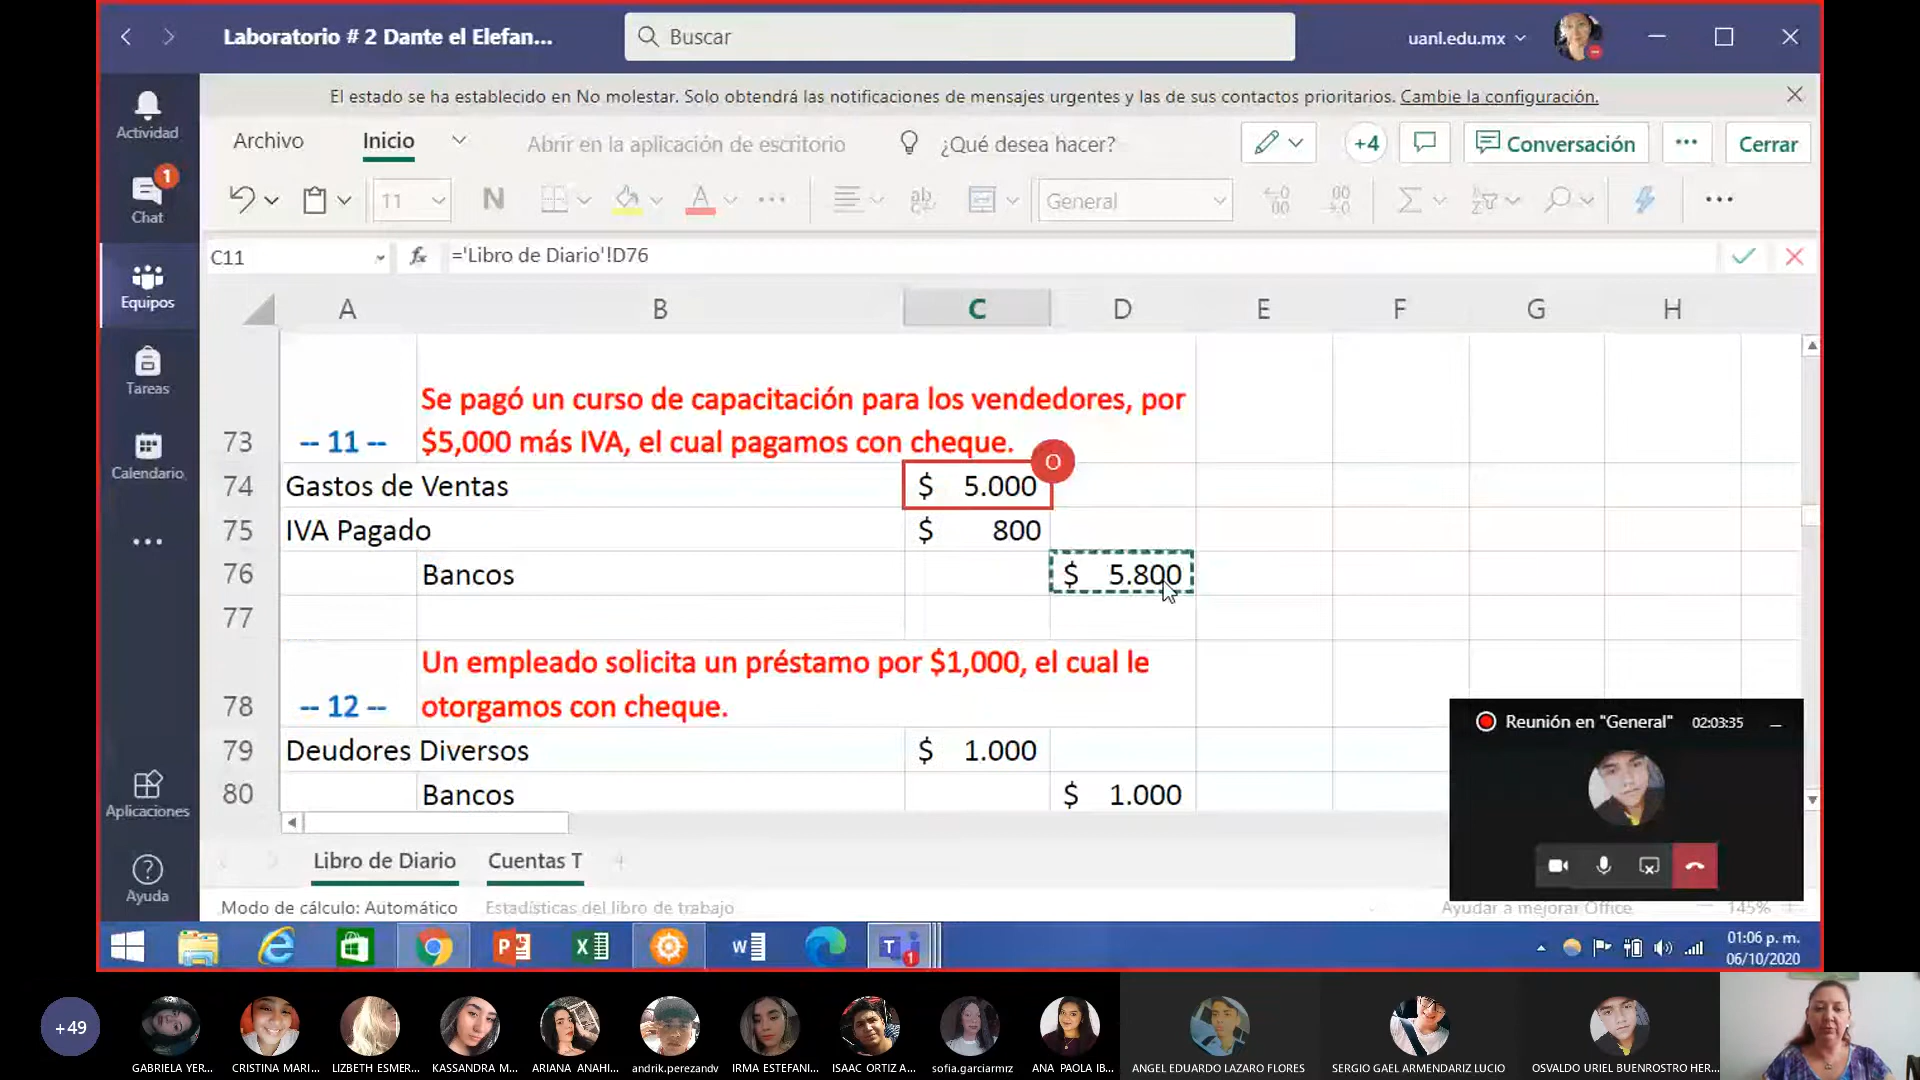 Laboratorio # 2 Dante el Elefan...
Buscar
uanl.edu.mx
El estado se ha establecido en No molestar. Solo obtendrá las notificaciones de mensajes urgentes y las de sus contactos prioritarios. Cambie la configuración.
Actividad
Chat
1
Equipos
Tareas
Calendario
Aplicaciones
Ayuda
Archivo
Inicio
Abrir en la aplicación de escritorio
¿Qué desea hacer?
+4
Conversación
Cerrar
11
N
General
C11
fx
='Libro de Diario'!D76
A B C D E F G H
73 -- 11 -- Se pagó un curso de capacitación para los vendedores, por
$5,000 más IVA, el cual pagamos con cheque.
O
74 Gastos de Ventas $ 5.000
75 IVA Pagado $ 800
76 Bancos $ 5.800
77
78 -- 12 -- Un empleado solicita un préstamo por $1,000, el cual le
otorgamos con cheque.
79 Deudores Diversos $ 1.000
80 Bancos $ 1.000
Reunión en "General" 02:03:35
Libro de Diario
Cuentas T
Modo de cálculo: Automático
Estadísticas del libro de trabajo
Ayudar a mejorar Office
145%
01:06 p. m.
06/10/2020
+49
GABRIELA YER...
CRISTINA MARI...
LIZBETH ESMER...
KASSANDRA M...
ARIANA ANAHI...
andrik.perezandv
IRMA ESTEFANI...
ISAAC ORTIZ A...
sofia.garciarmrz
ANA PAOLA IB...
ANGEL EDUARDO LAZARO FLORES
SERGIO GAEL ARMENDARIZ LUCIO
OSVALDO URIEL BUENROSTRO HER...